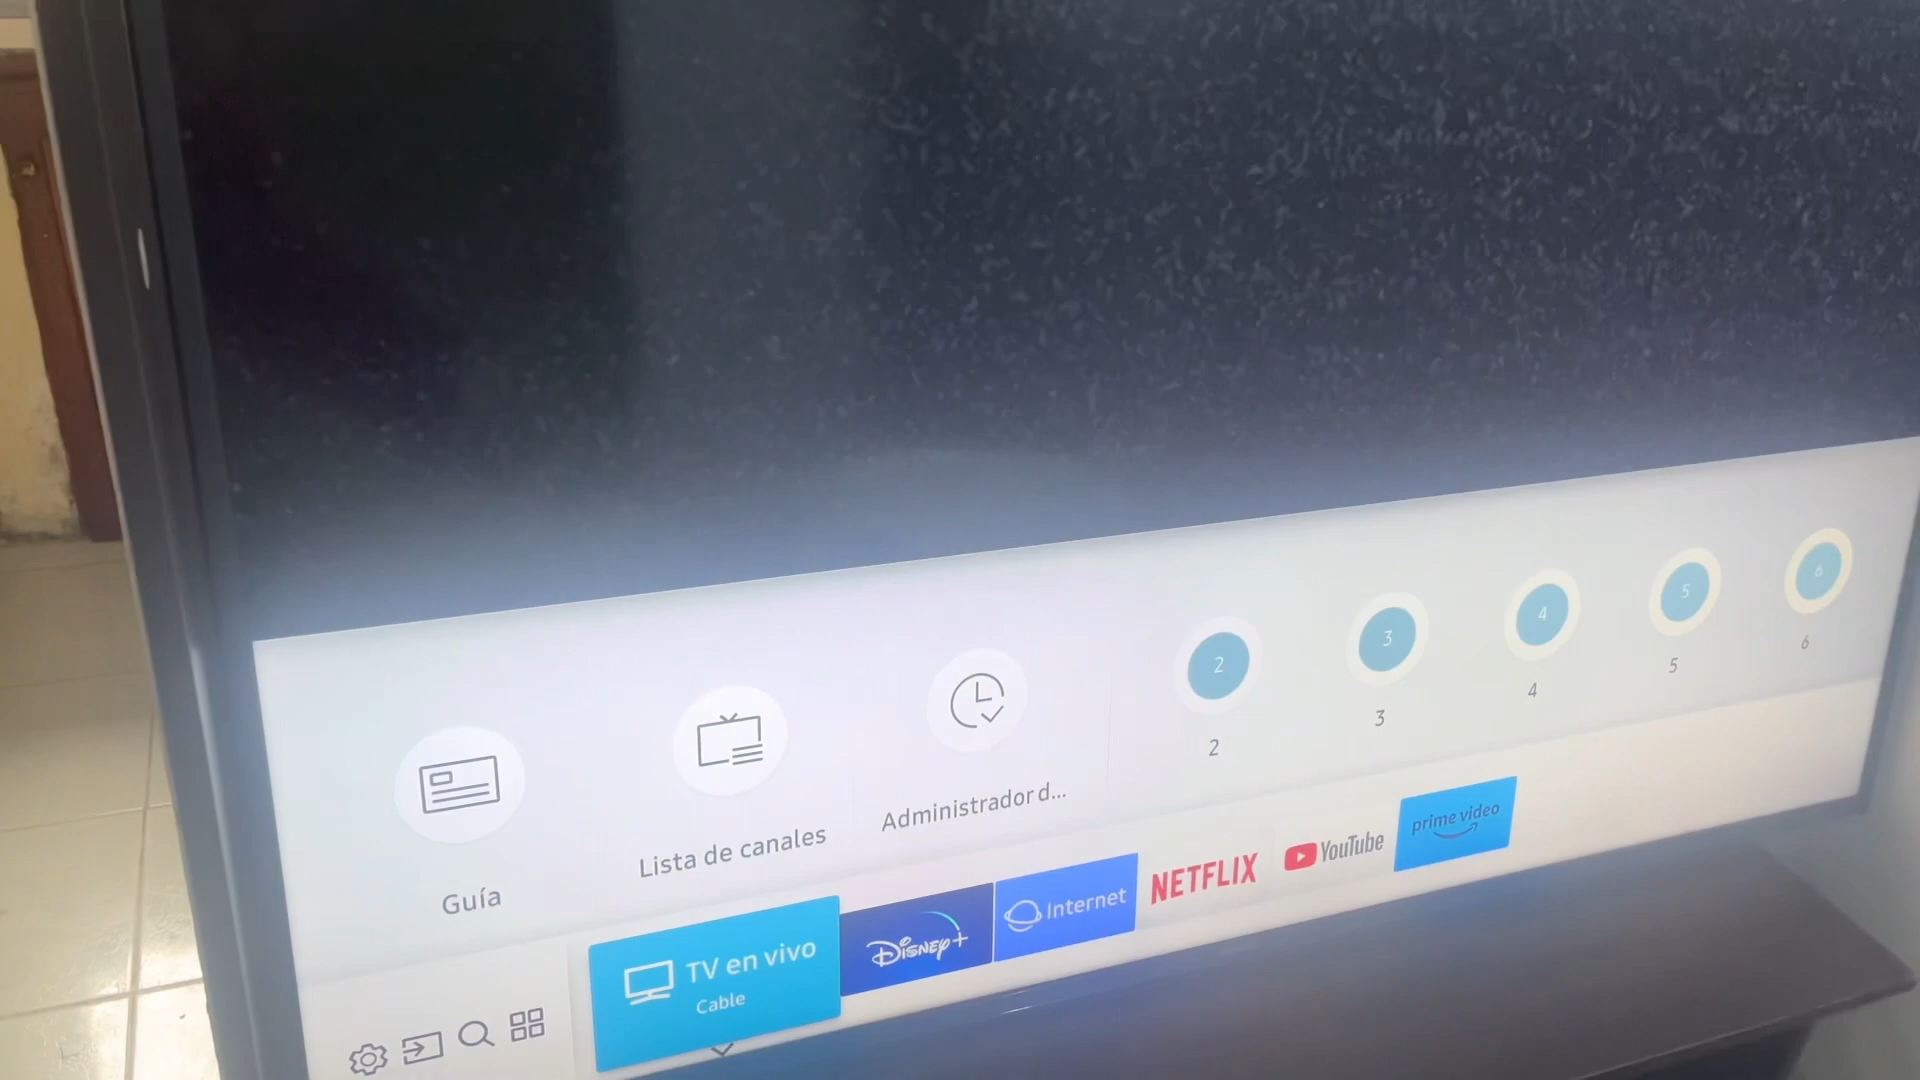 Guía
Lista de canales
Administrador d...
2
2
3
3
4
4
5
5
6
6
TV en vivo
Cable
Disney+
Internet
NETFLIX
YouTube
prime video